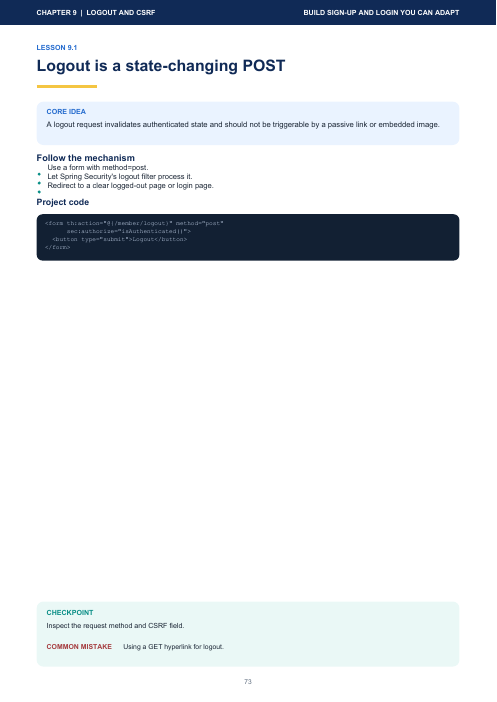 CHAPTER 9 | LOGOUT AND CSRF
BUILD SIGN-UP AND LOGIN YOU CAN ADAPT
LESSON 9.1
Logout is a state-changing POST
CORE IDEA
A logout request invalidates authenticated state and should not be triggerable by a passive link or embedded image.
Follow the mechanism
Use a form with method=post.
Let Spring Security's logout filter process it.
Redirect to a clear logged-out page or login page.
Project code
<form th:action="@{/member/logout}" method="post"
sec:authorize="isAuthenticated()">
<button type="submit">Logout</button>
</form>
CHECKPOINT
Inspect the request method and CSRF field.
COMMON MISTAKE Using a GET hyperlink for logout.
73